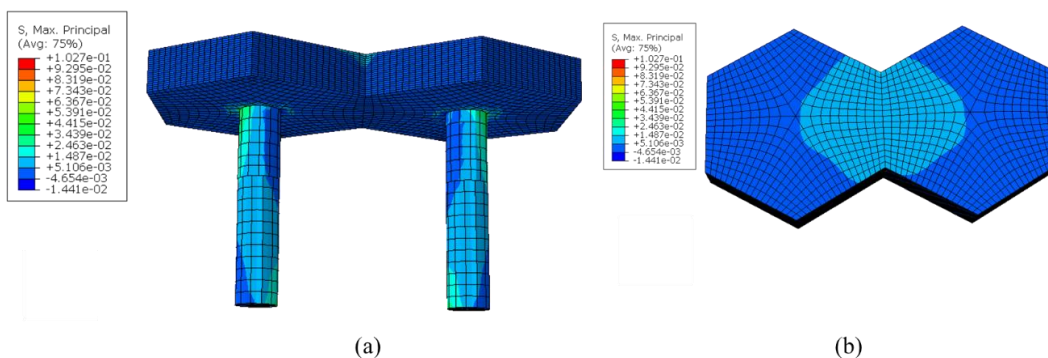 S, Max. Principal
(Avg: 75%)
+1.027e-01
+9.295e-02
+8.319e-02
+7.343e-02
+6.367e-02
+5.391e-02
+4.415e-02
+3.439e-02
+2.463e-02
+1.487e-02
+5.106e-03
-4.654e-03
-1.441e-02
(a)
S, Max. Principal
(Avg: 75%)
+1.027e-01
+9.295e-02
+8.319e-02
+7.343e-02
+6.367e-02
+5.391e-02
+4.415e-02
+3.439e-02
+2.463e-02
+1.487e-02
+5.106e-03
-4.654e-03
-1.441e-02
(b)